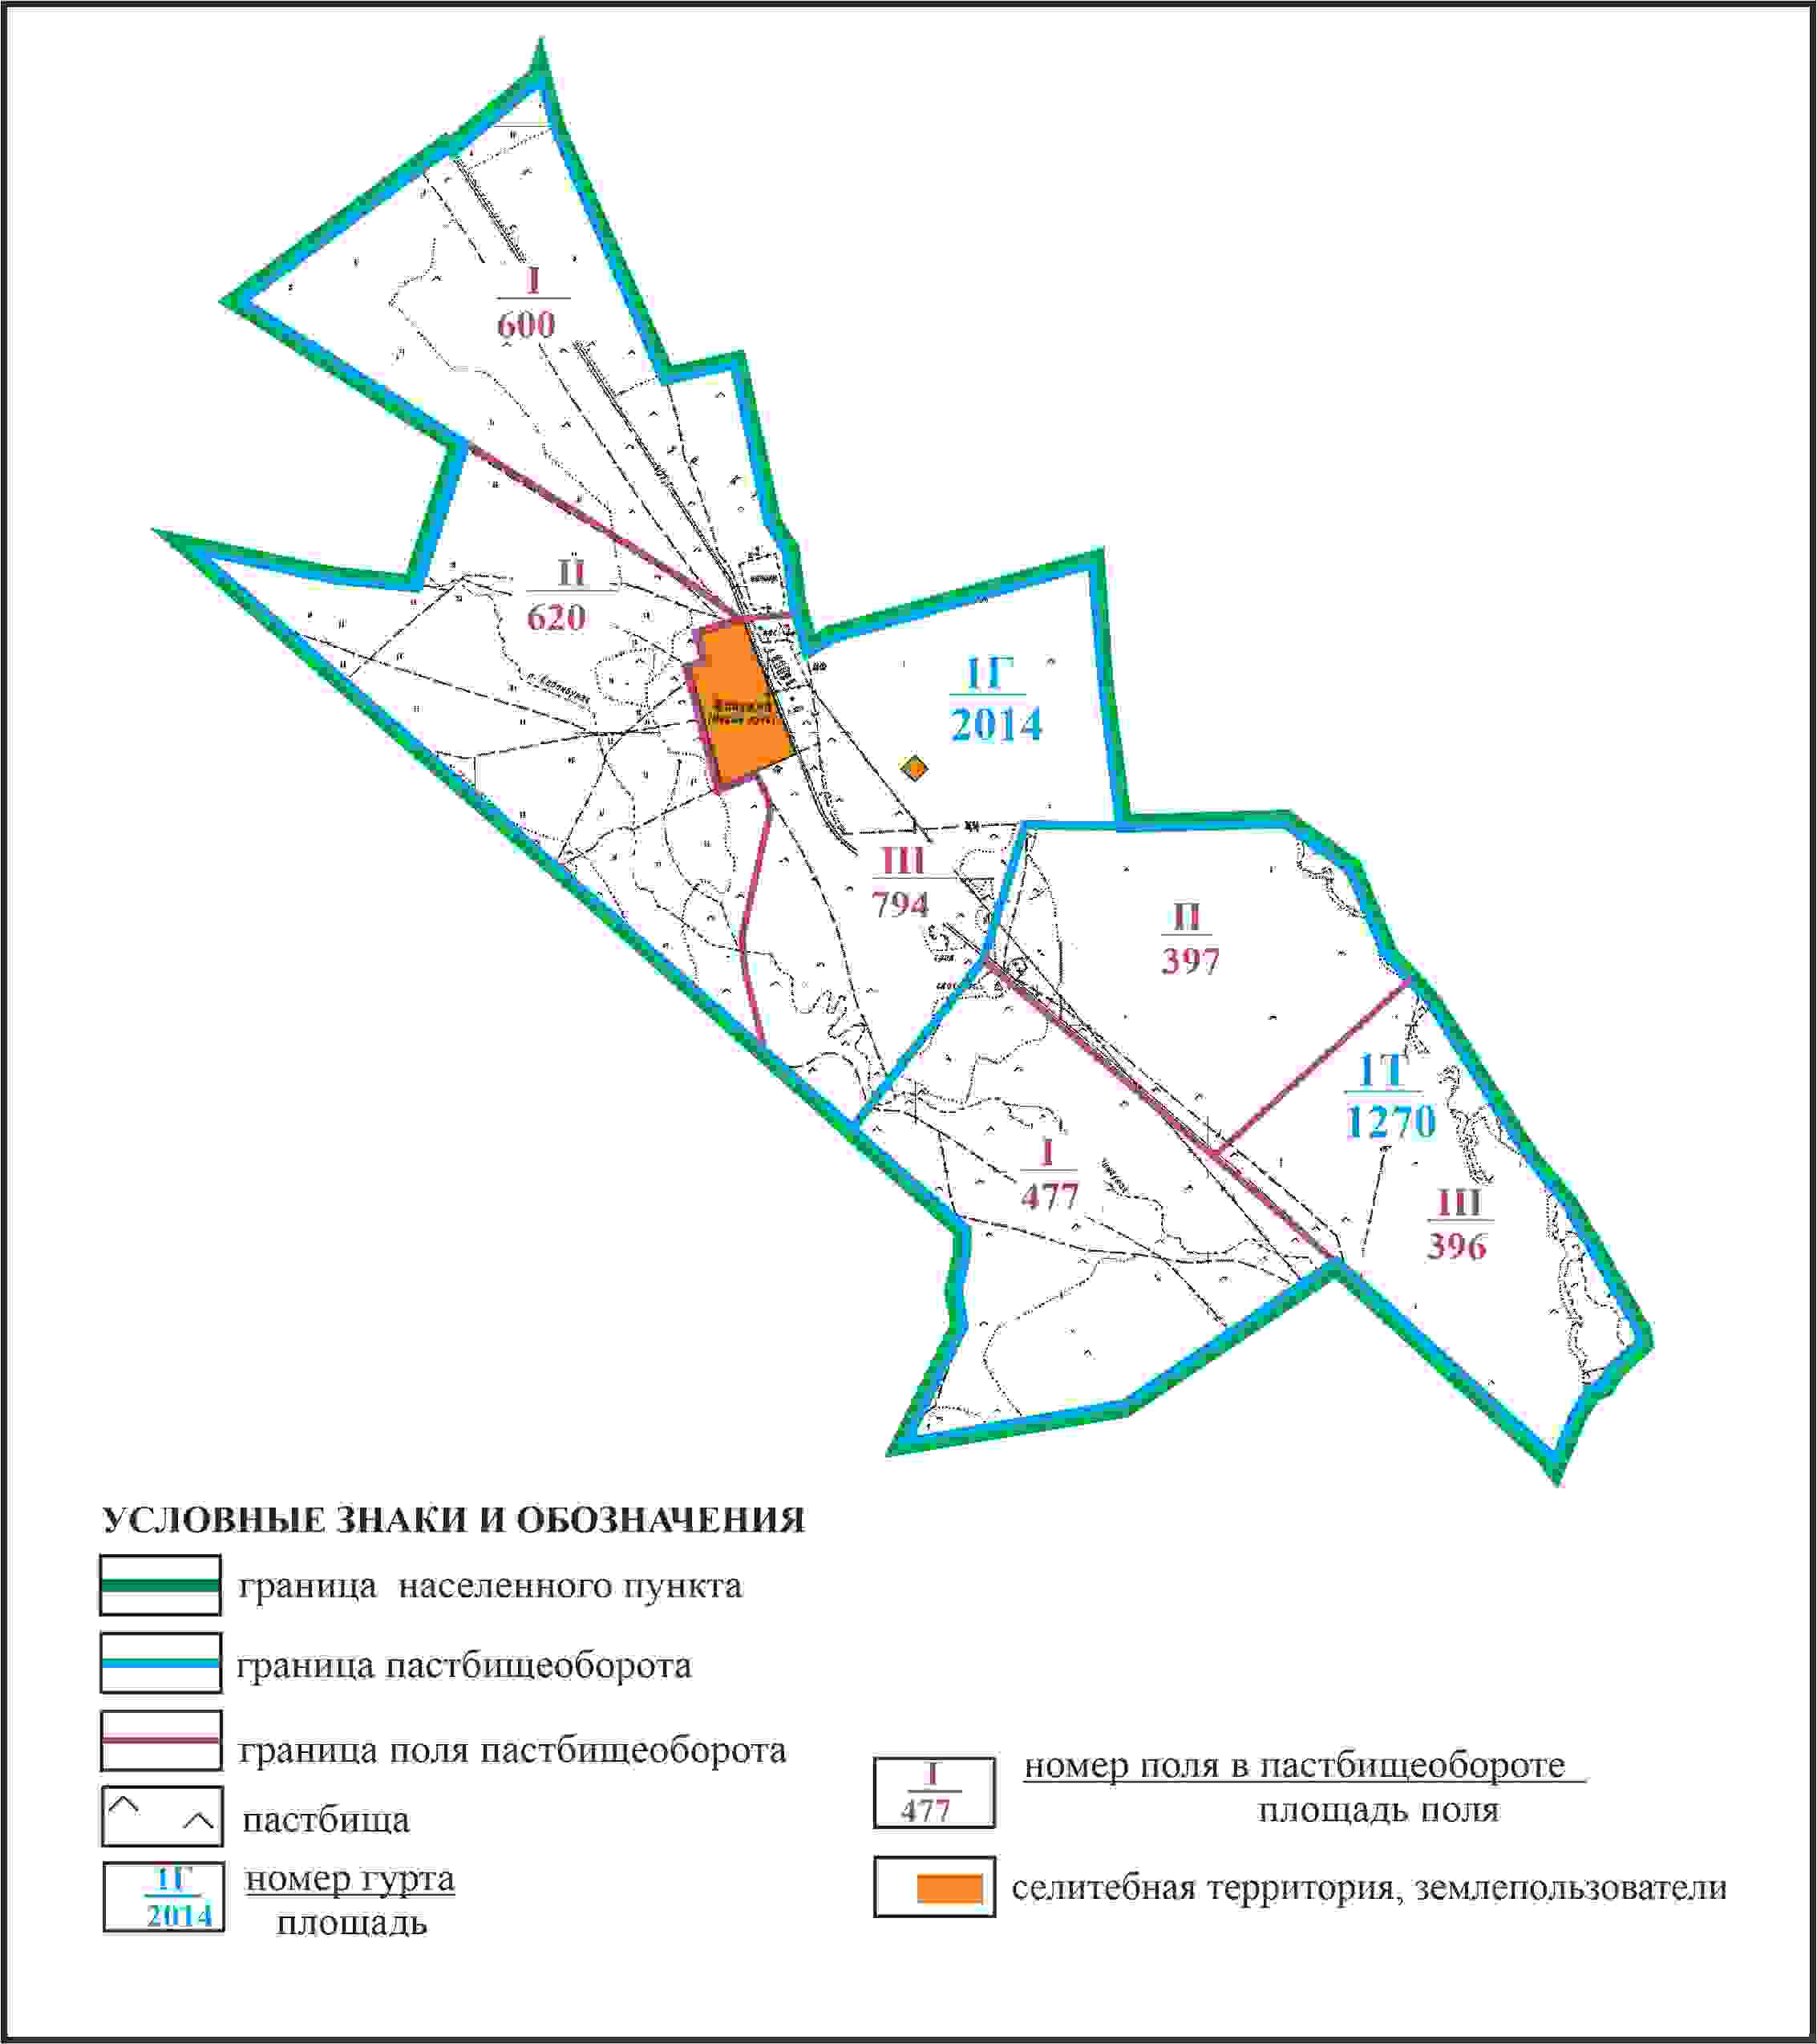 I
600
II
620
1Г
2014
III
794
II
397
1Т
1270
I
477
III
396
УСЛОВНЫЕ ЗНАКИ И ОБОЗНАЧЕНИЯ
граница населенного пункта
граница пастбищеоборота
граница поля пастбищеоборота
пастбища
1Г
2014
номер гурта
площадь
I
477
номер поля в пастбищеобороте
площадь поля
селитебная территория, землепользователи